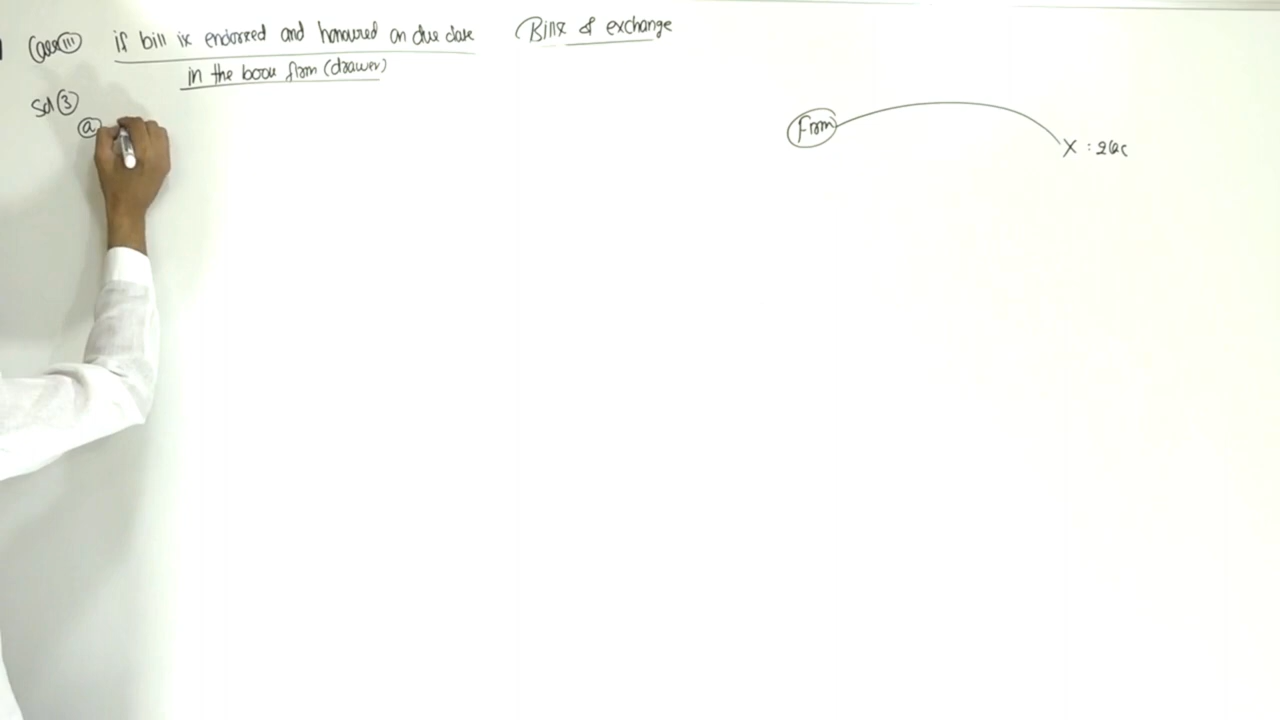 Case (iii) if bill is endorsed and honoured on due date
Bills of exchange
in the book firm (drawer)
Sol (3)
(a)
Firm
X :